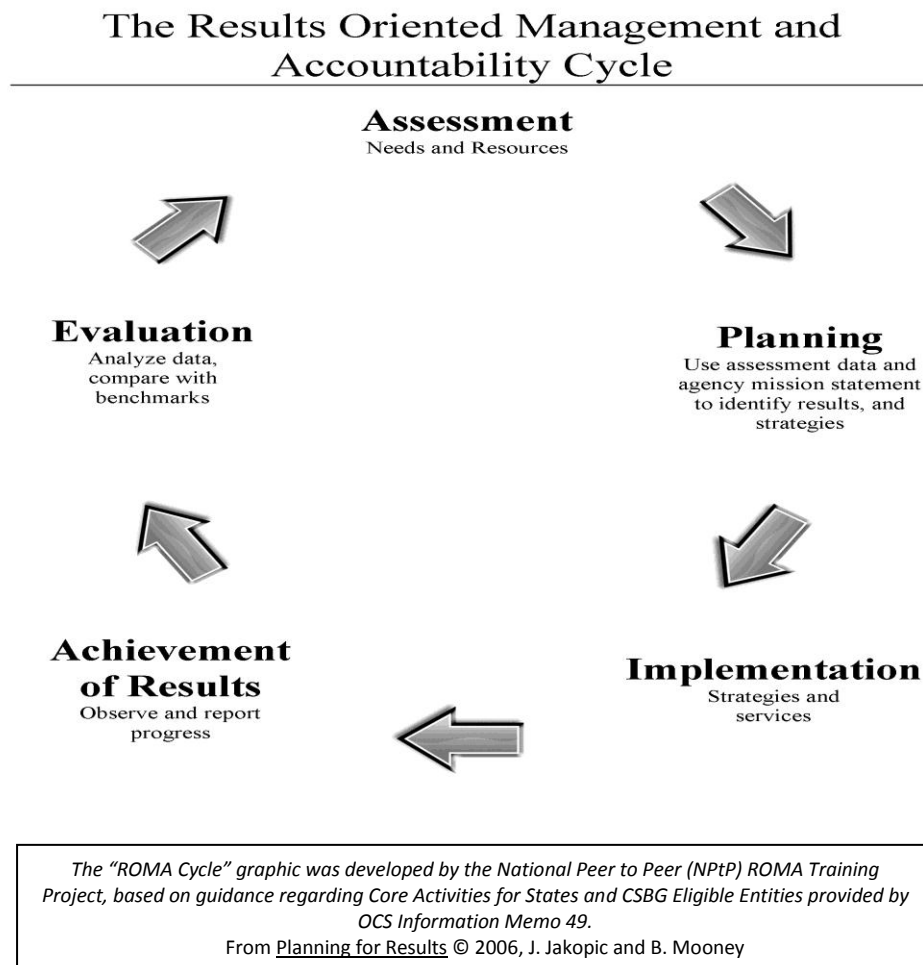 The Results Oriented Management and
Accountability Cycle
Assessment
Needs and Resources
Evaluation
Analyze data,
compare with
benchmarks
Planning
Use assessment data and
agency mission statement
to identify results, and
strategies
Achievement
of Results
Observe and report
progress
Implementation
Strategies and
services
The “ROMA Cycle” graphic was developed by the National Peer to Peer (NPtP) ROMA Training
Project, based on guidance regarding Core Activities for States and CSBG Eligible Entities provided by
OCS Information Memo 49.
From Planning for Results © 2006, J. Jakopic and B. Mooney